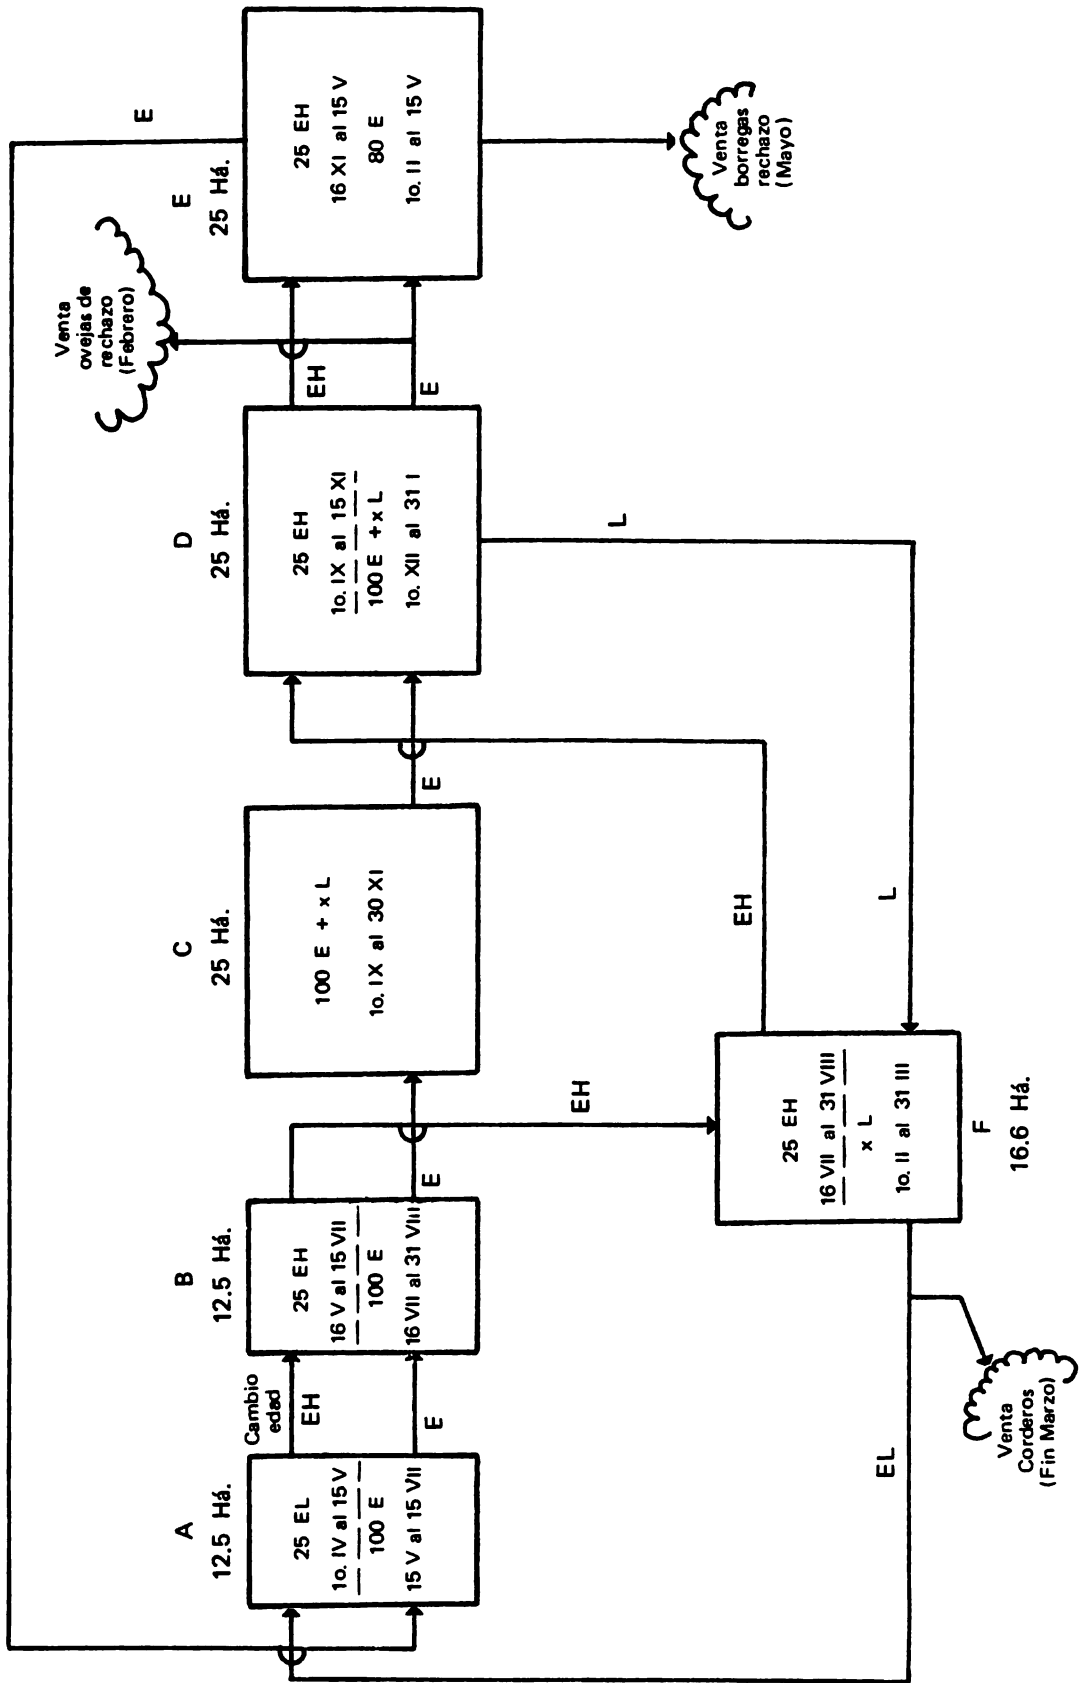 A
12.5 Há.
25 EL
1o. IV al 15 V
100 E
15 V al 15 VII
Cambio
edad
EH
E
B
12.5 Há.
25 EH
16 V al 15 VII
100 E
16 VII al 31 VIII
E
EH
C
25 Há.
100 E + x L
1o. IX al 30 XI
E
EH
D
25 Há.
25 EH
1o. IX al 15 XI
100 E + x L
1o. XII al 31 I
EH
E
L
Venta
ovejas de
rechazo
(Febrero)
E
25 Há.
25 EH
16 XI al 15 V
80 E
1o. II al 15 V
E
Venta
borregas
rechazo
(Mayo)
25 EH
16 VII al 31 VIII
x L
1o. II al 31 III
F
16.6 Há.
L
EL
Venta
Corderos
(Fin Marzo)